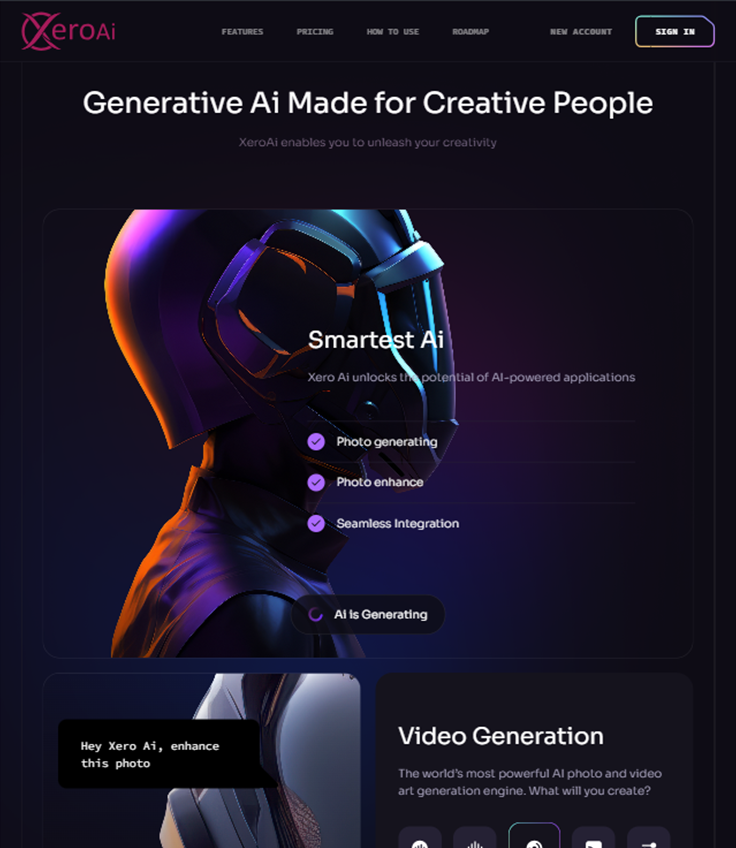 XeroAi
FEATURES
PRICING
HOW TO USE
ROADMAP
NEW ACCOUNT
SIGN IN
Generative Ai Made for Creative People
XeroAi enables you to unleash your creativity
Smartest Ai
Xero Ai unlocks the potential of AI-powered applications
Photo generating
Photo enhance
Seamless Integration
Ai is Generating
Hey Xero Ai, enhance
this photo
Video Generation
The world's most powerful AI photo and video
art generation engine. What will you create?